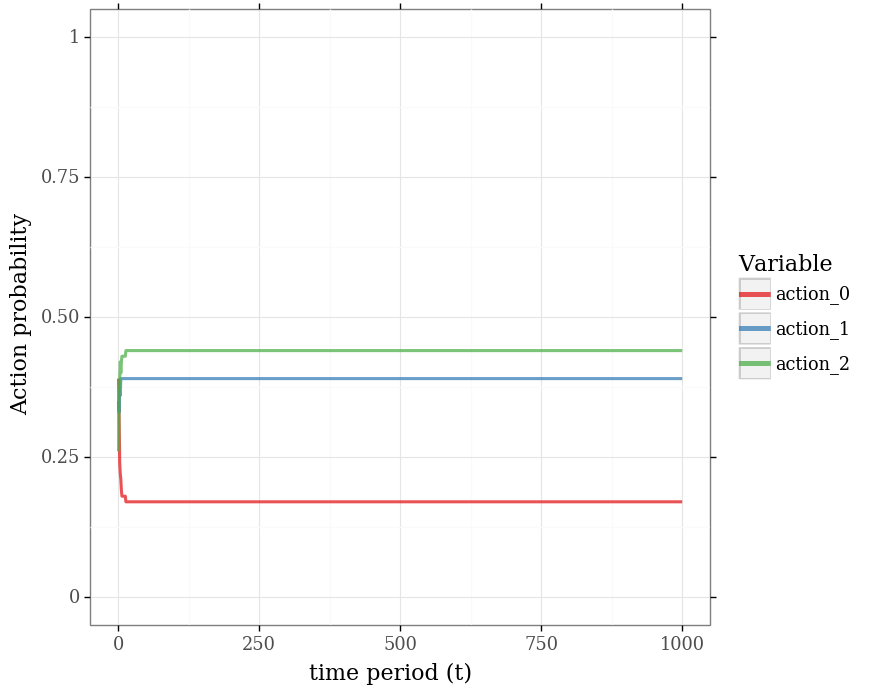 1
0.75
0.50
0.25
0
Action probability
0
250
500
750
1000
time period (t)
Variable
action_0
action_1
action_2